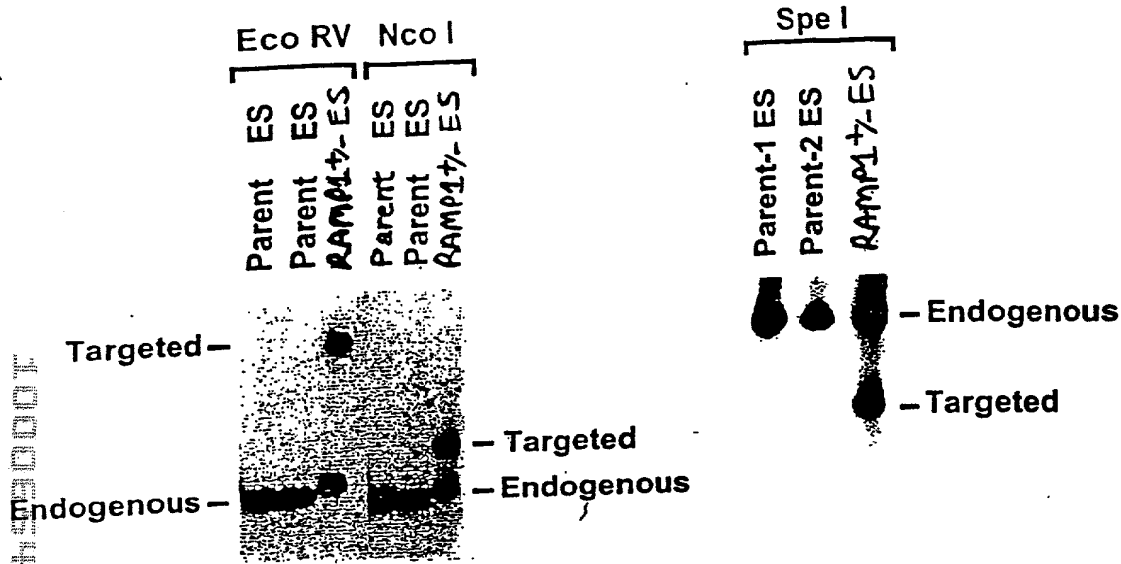 Eco RV
Nco I
Spe I
Parent ES
Parent ES
RAMP1+/- ES
Parent ES
Parent ES
RAMP1+/- ES
Parent-1 ES
Parent-2 ES
RAMP1+/- ES
Targeted
Endogenous
Targeted
Endogenous
Endogenous
Targeted